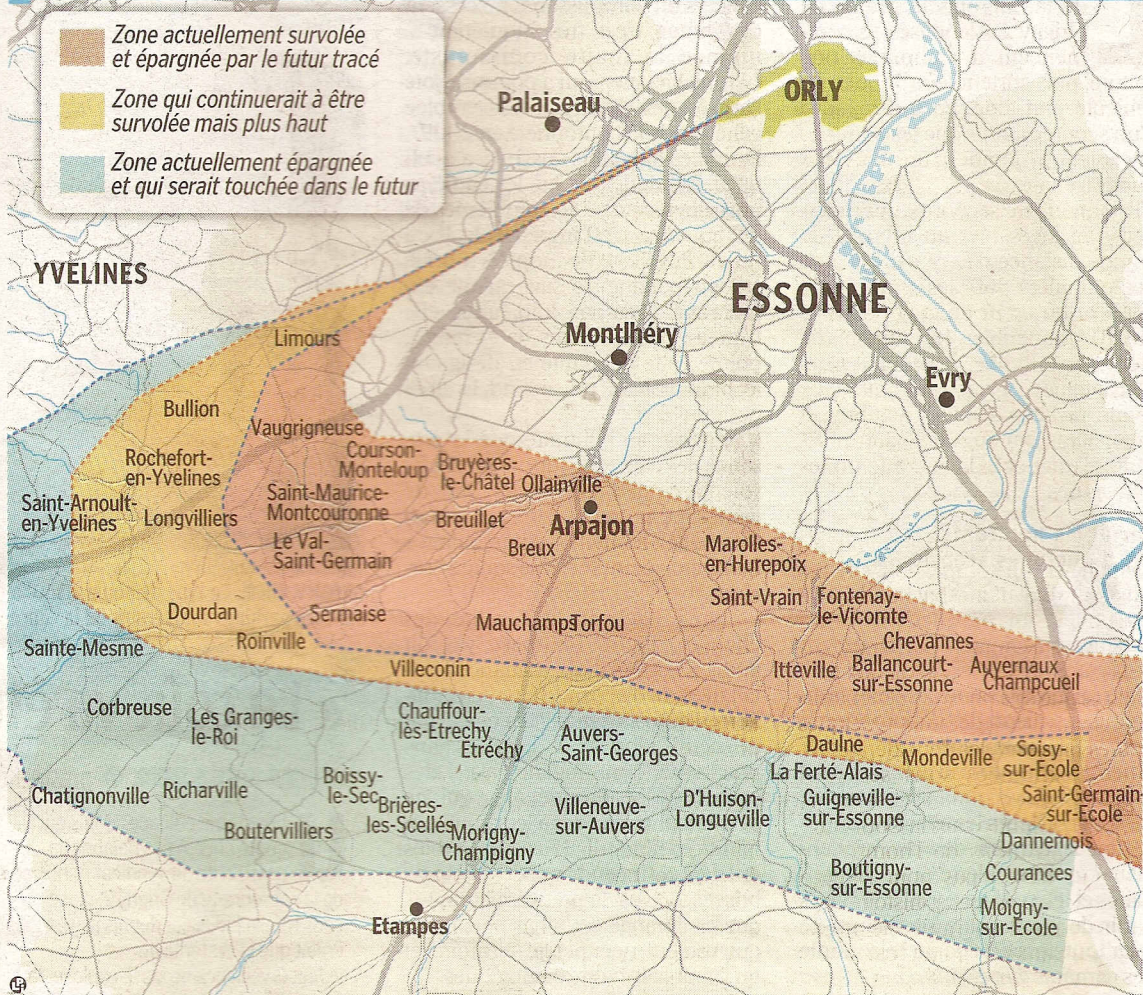 Zone actuellement survolée
et épargnée par le futur tracé
Zone qui continuerait à être
survolée mais plus haut
Zone actuellement épargnée
et qui serait touchée dans le futur
ORLY
Palaiseau
YVELINES
ESSONNE
Montlhéry
Limours
Evry
Bullion
Vaugrigneuse
Courson-
Monteloup
Bruyères-
le-Châtel
Ollainville
Rochefort-
en-Yvelines
Saint-Arnoult-
en-Yvelines
Longvilliers
Saint-Maurice-
Montcouronne
Breuillet
Arpajon
Le Val-
Saint-Germain
Breux
Marolles-
en-Hurepoix
Saint-Vrain
Fontenay-
le-Vicomte
Dourdan
Sermaise
Mauchamps
Torfou
Chevannes
Sainte-Mesme
Roinville
Villeconin
Itteville
Ballancourt-
sur-Essonne
Auvernaux
Champcueil
Corbreuse
Les Granges-
le-Roi
Chauffour-
lès-Etrechy
Etréchy
Auvers-
Saint-Georges
Daulne
Mondeville
Soisy-
sur-Ecole
La Ferté-Alais
Chatignonville
Richarville
Boissy-
le-Sec
Brières-
les-Scellés
Villeneuve-
sur-Auvers
D'Huison-
Longueville
Guigneville-
sur-Essonne
Saint-Germain-
sur-Ecole
Boutervilliers
Morigny-
Champigny
Dannemois
Boutigny-
sur-Essonne
Courances
Moigny-
sur-Ecole
Etampes